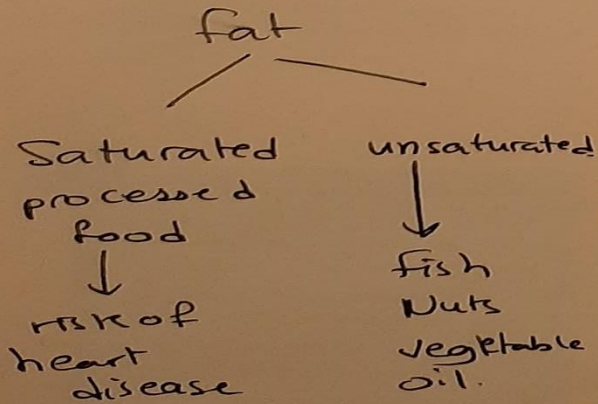 fat
Saturated
processed
food
risk of
heart
disease
unsaturated
fish
Nuts
vegetable
oil.